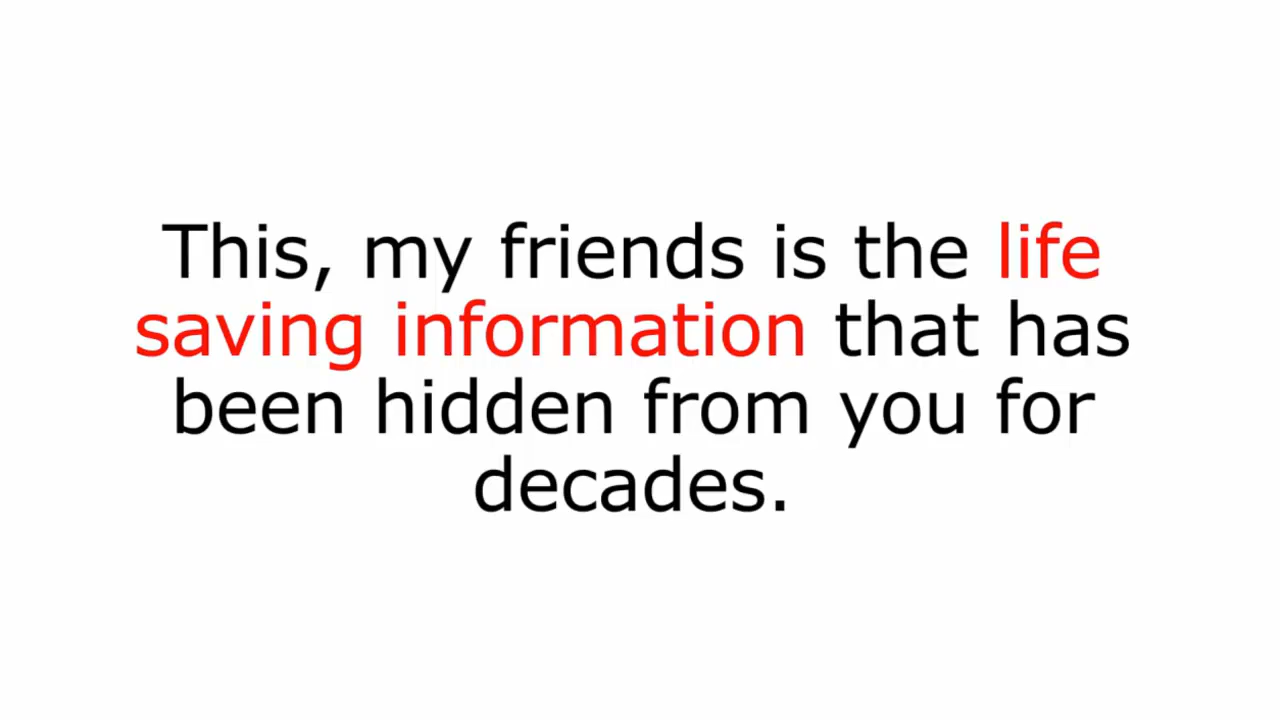 This, my friends is the life
saving information that has
been hidden from you for
decades.